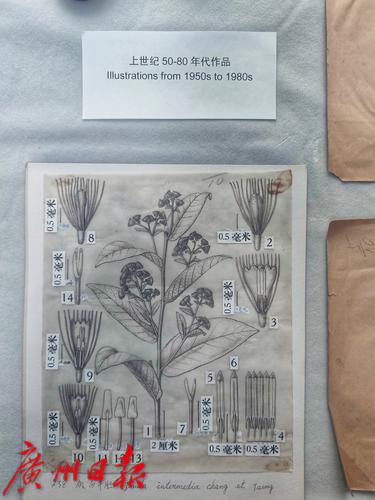 上世纪 50-80 年代作品
Illustrations from 1950s to 1980s
0.5 毫米
8
0.5 毫米
2
0.5 毫米
14
0.5 毫米
3
0.5 毫米
9
0.5 毫米
10
11
12
13
1
2 厘米
7
0.5 毫米
5
6
0.5 毫米
0.5 毫米
4
intermedia chang et Tseng
廣州日报